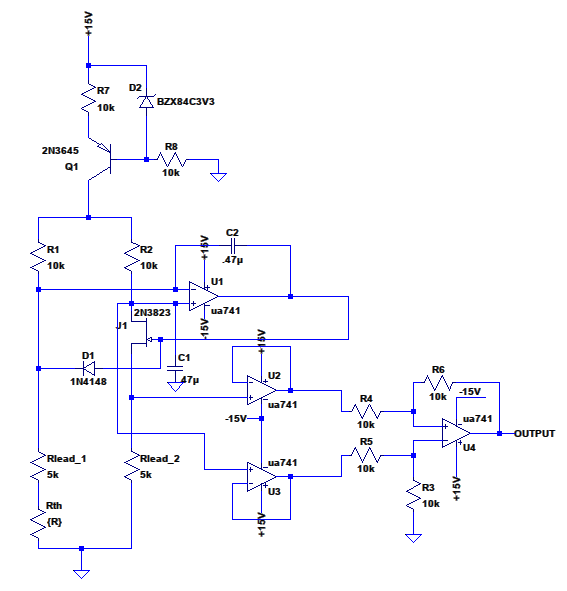 +15V
R7
10k
D2
BZX84C3V3
2N3645
Q1
R8
10k
R1
10k
R2
10k
C2
.47µ
+15V
U1
ua741
-15V
2N3823
J1
D1
1N4148
C1
.47µ
+15V
U2
ua741
-15V
ua741
U3
+15V
R4
10k
R5
10k
R6
10k
-15V
ua741
U4
+15V
OUTPUT
R3
10k
Rlead_1
5k
Rlead_2
5k
Rth
{R}